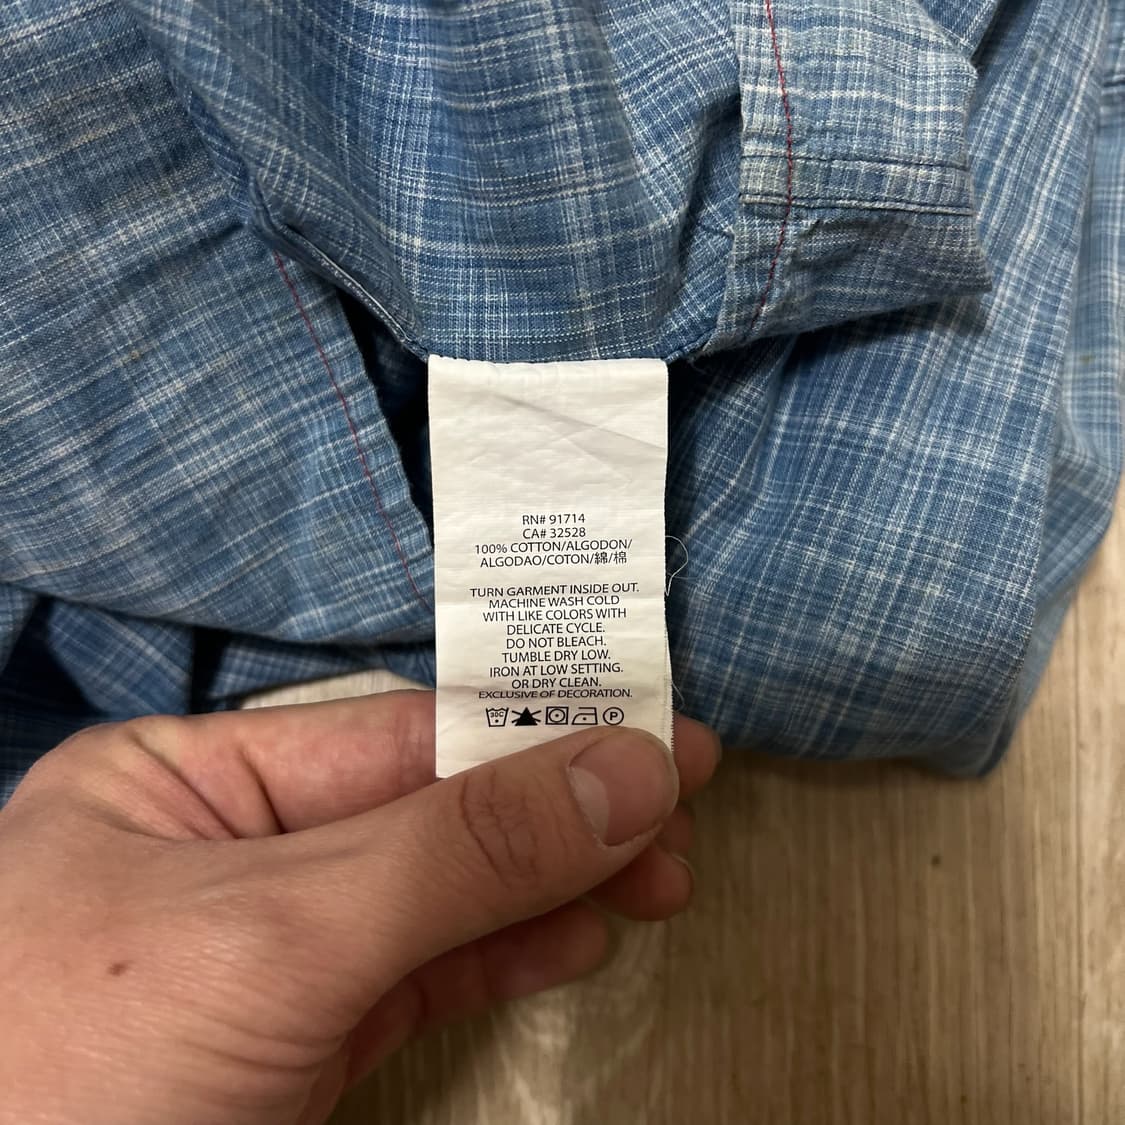 RN# 91714
CA# 32528
100% COTTON/ALGODON/
ALGODAO/COTON/綿/棉
TURN GARMENT INSIDE OUT.
MACHINE WASH COLD
WITH LIKE COLORS WITH
DELICATE CYCLE.
DO NOT BLEACH.
TUMBLE DRY LOW.
IRON AT LOW SETTING.
OR DRY CLEAN.
EXCLUSIVE OF DECORATION.
30C P